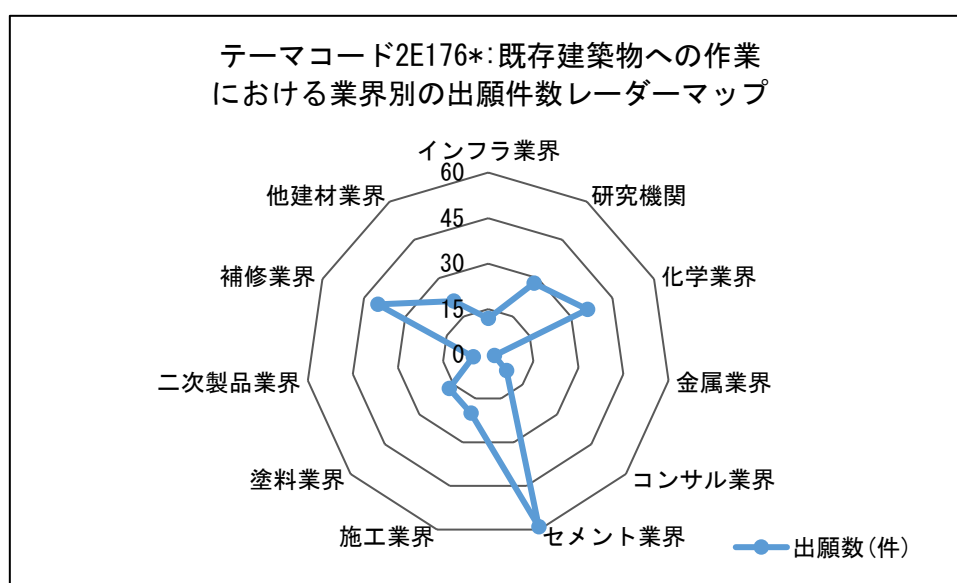 テーマコード2E176*:既存建築物への作業
における業界別の出願件数レーダーマップ
インフラ業界
60
他建材業界
研究機関
45
補修業界
30
化学業界
15
二次製品業界
0
金属業界
塗料業界
コンサル業界
施工業界
セメント業界
出願数(件)